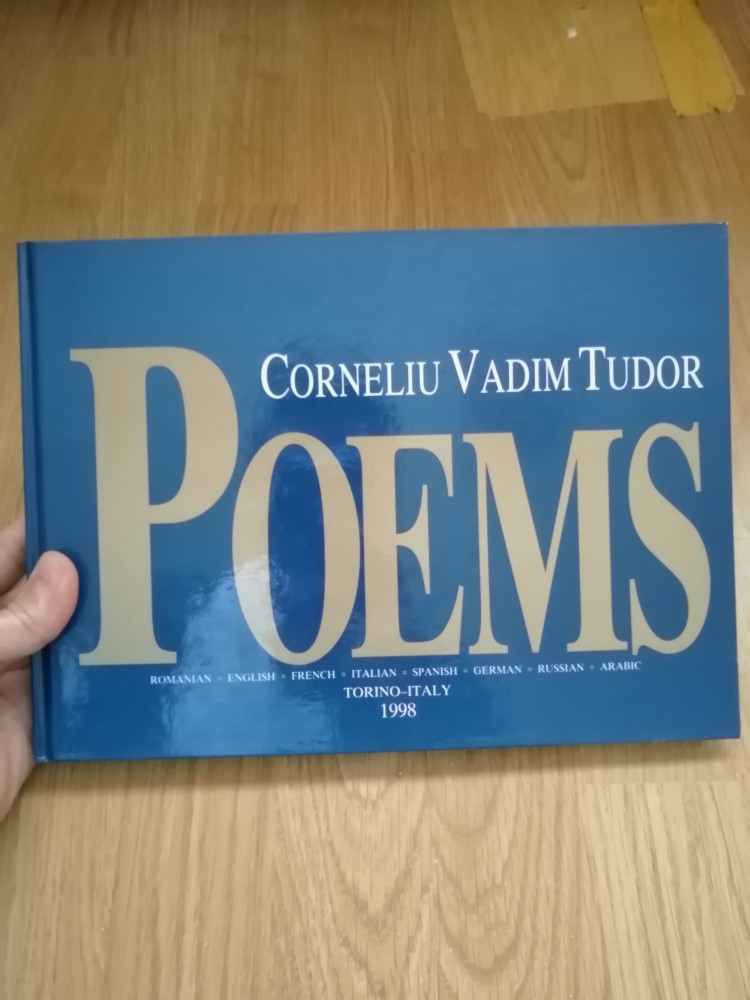 CORNELIU VADIM TUDOR
POEMS
ROMANIAN • ENGLISH • FRENCH • ITALIAN • SPANISH • GERMAN • RUSSIAN • ARABIC
TORINO–ITALY
1998